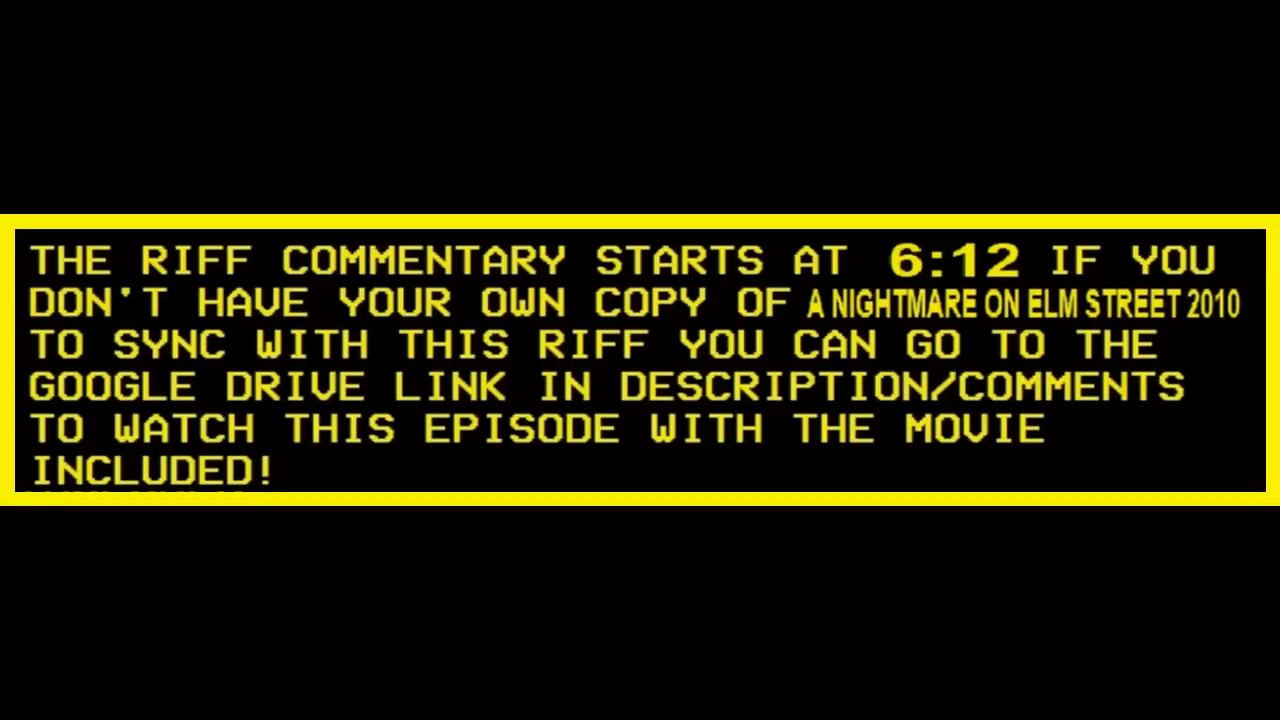 THE RIFF COMMENTARY STARTS AT 6:12 IF YOU
DON'T HAVE YOUR OWN COPY OF A NIGHTMARE ON ELM STREET 2010
TO SYNC WITH THIS RIFF YOU CAN GO TO THE
GOOGLE DRIVE LINK IN DESCRIPTION/COMMENTS
TO WATCH THIS EPISODE WITH THE MOVIE
INCLUDED!